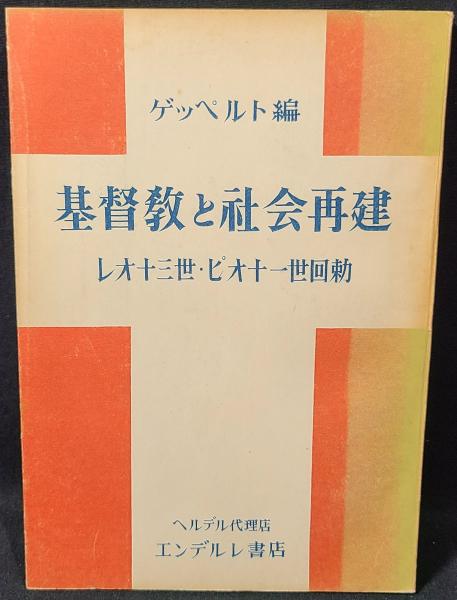 ゲッペルト編
基督教と社会再建
レオ十三世・ピオ十一世回勅
ヘルデル代理店
エンデルレ書店